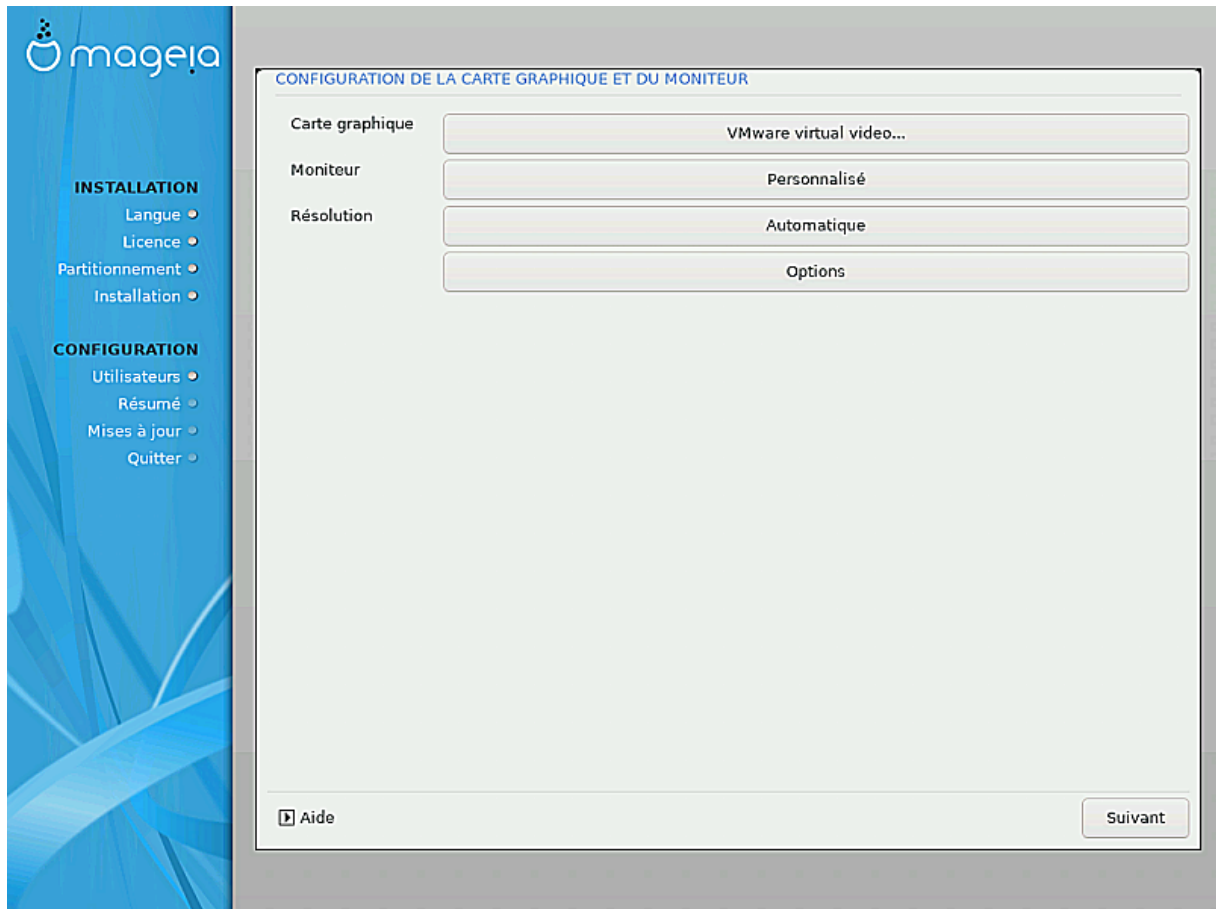 mageia
INSTALLATION
Langue
Licence
Partitionnement
Installation
CONFIGURATION
Utilisateurs
Résumé
Mises à jour
Quitter
CONFIGURATION DE LA CARTE GRAPHIQUE ET DU MONITEUR
Carte graphique VMware virtual video...
Moniteur Personnalisé
Résolution Automatique
Options
Aide Suivant